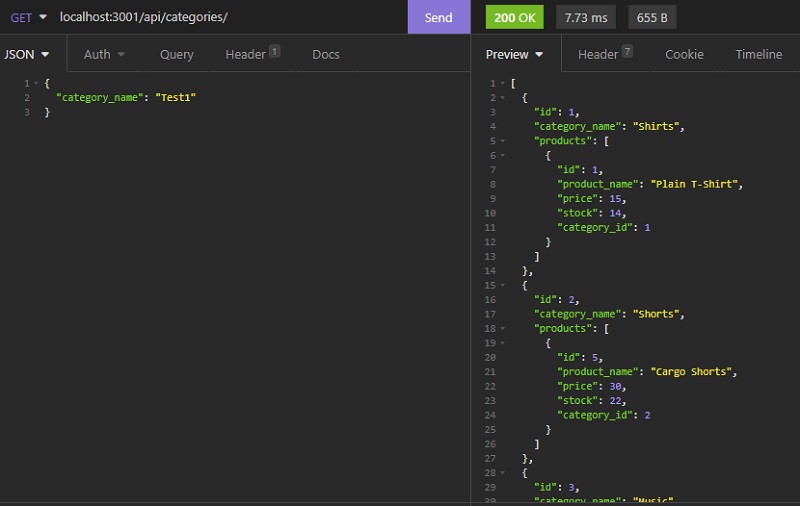 GET localhost:3001/api/categories/ Send 200 OK 7.73 ms 655 B
JSON Auth Query Header 1 Docs Preview Header 7 Cookie Timeline
1 {
2 "category_name": "Test1"
3 }
1 [
2 {
3 "id": 1,
4 "category_name": "Shirts",
5 "products": [
6 {
7 "id": 1,
8 "product_name": "Plain T-Shirt",
9 "price": 15,
10 "stock": 14,
11 "category_id": 1
12 }
13 ]
14 },
15 {
16 "id": 2,
17 "category_name": "Shorts",
18 "products": [
19 {
20 "id": 5,
21 "product_name": "Cargo Shorts",
22 "price": 30,
23 "stock": 22,
24 "category_id": 2
25 }
26 ]
27 },
28 {
29 "id": 3,
30 "category_name": "Music"